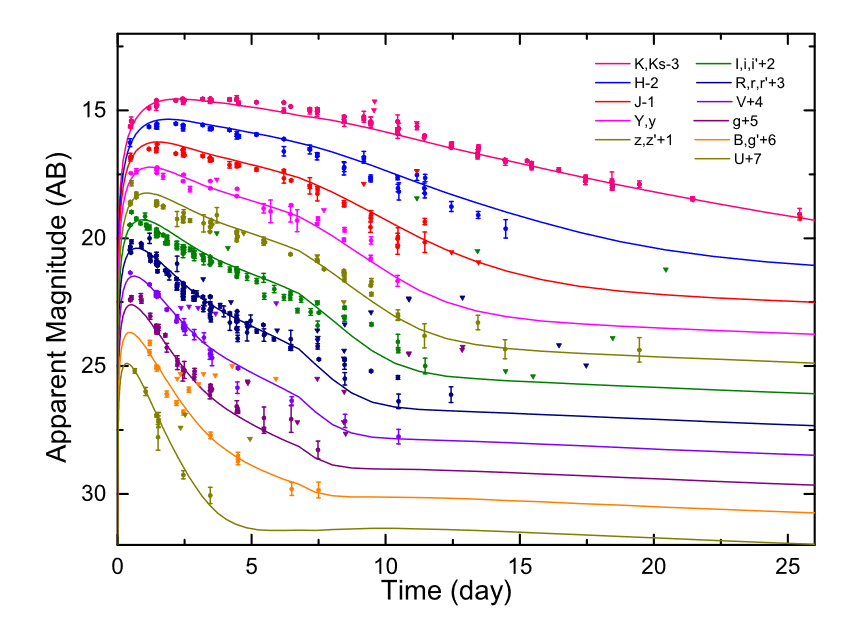 K,Ks-3
H-2
J-1
Y,y
z,z'+1
I,i,i'+2
R,r,r'+3
V+4
g+5
B,g'+6
U+7
15
20
25
30
Apparent Magnitude (AB)
0 5 10 15 20 25
Time (day)